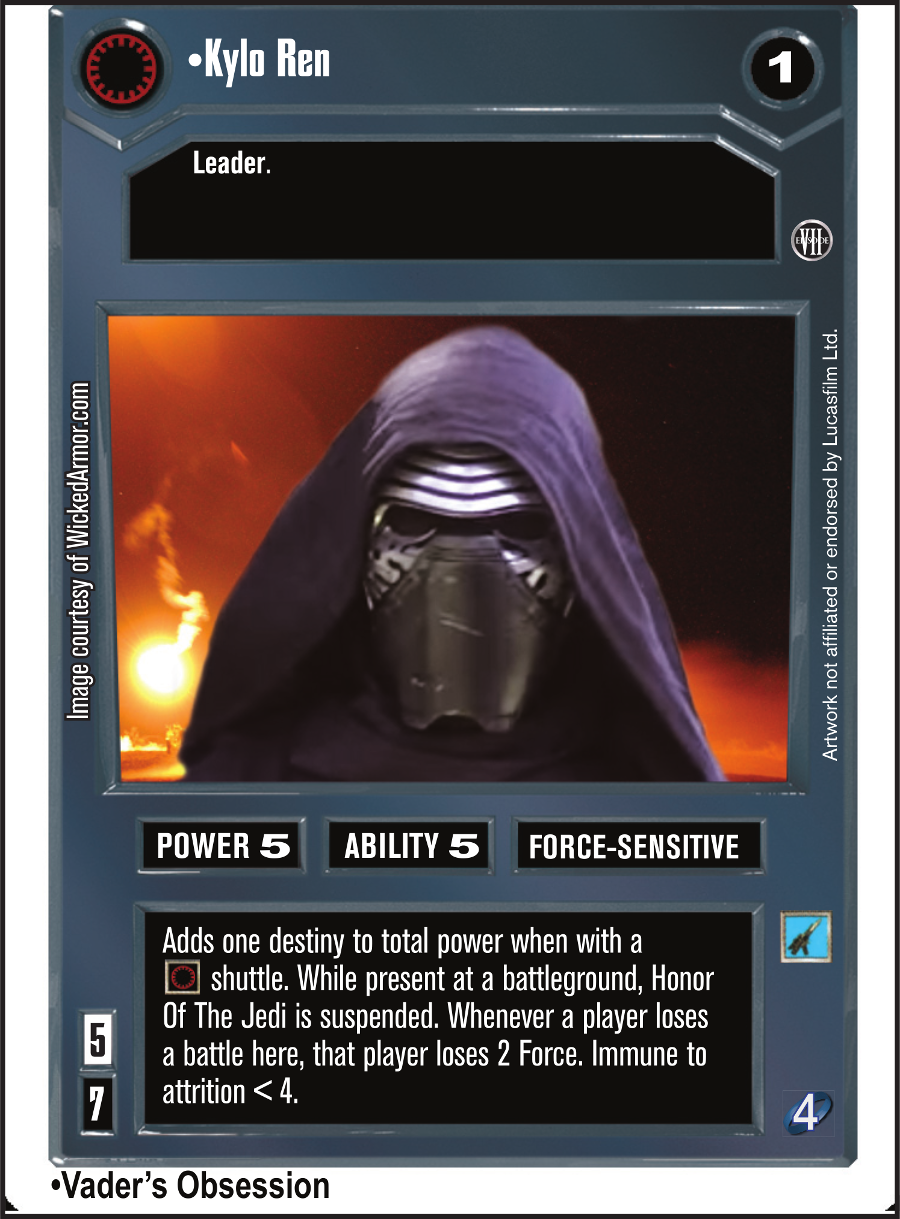 •Kylo Ren
1
Leader.
EPISODE
VII
Image courtesy of WickedArmor.com
Artwork not affiliated or endorsed by Lucasfilm Ltd.
POWER 5
ABILITY 5
FORCE-SENSITIVE
Adds one destiny to total power when with a
shuttle. While present at a battleground, Honor
Of The Jedi is suspended. Whenever a player loses
a battle here, that player loses 2 Force. Immune to
attrition < 4.
5
7
4
•Vader's Obsession